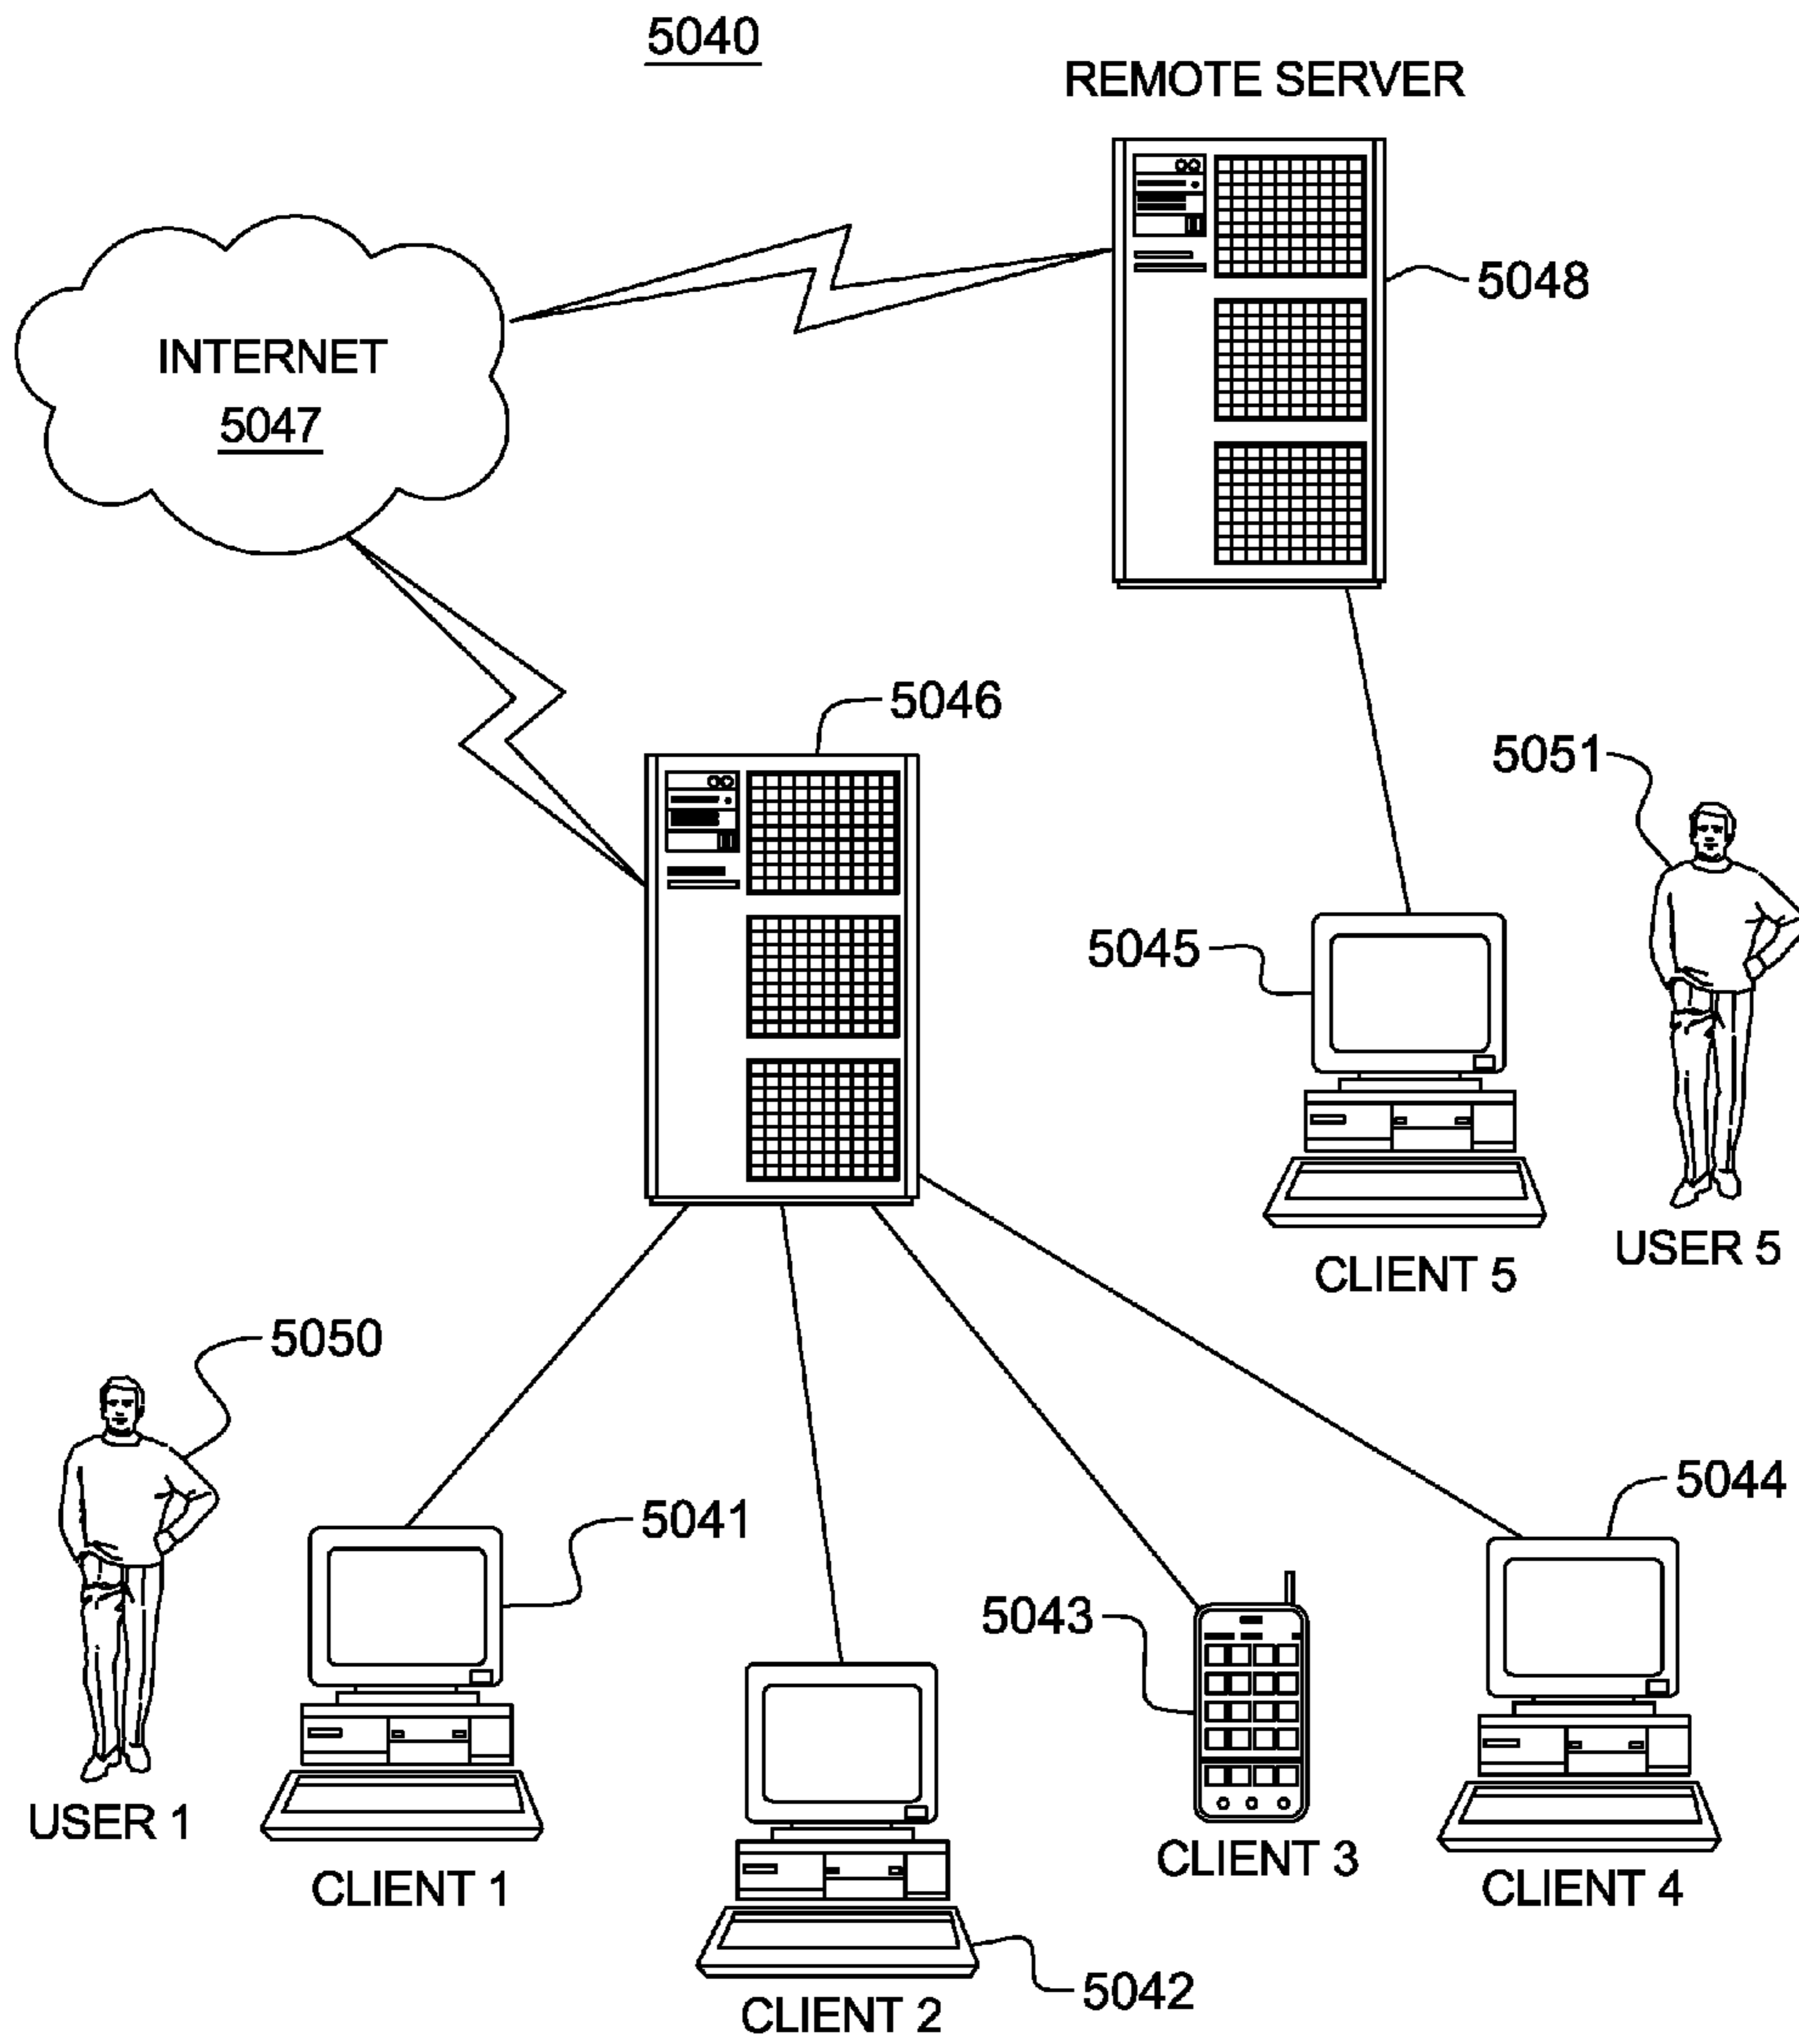 5040
REMOTE SERVER
5048
INTERNET
5047
5046
5051
5045
USER 5
CLIENT 5
5050
5041
5044
5043
USER 1
CLIENT 1
CLIENT 3
CLIENT 4
5042
CLIENT 2